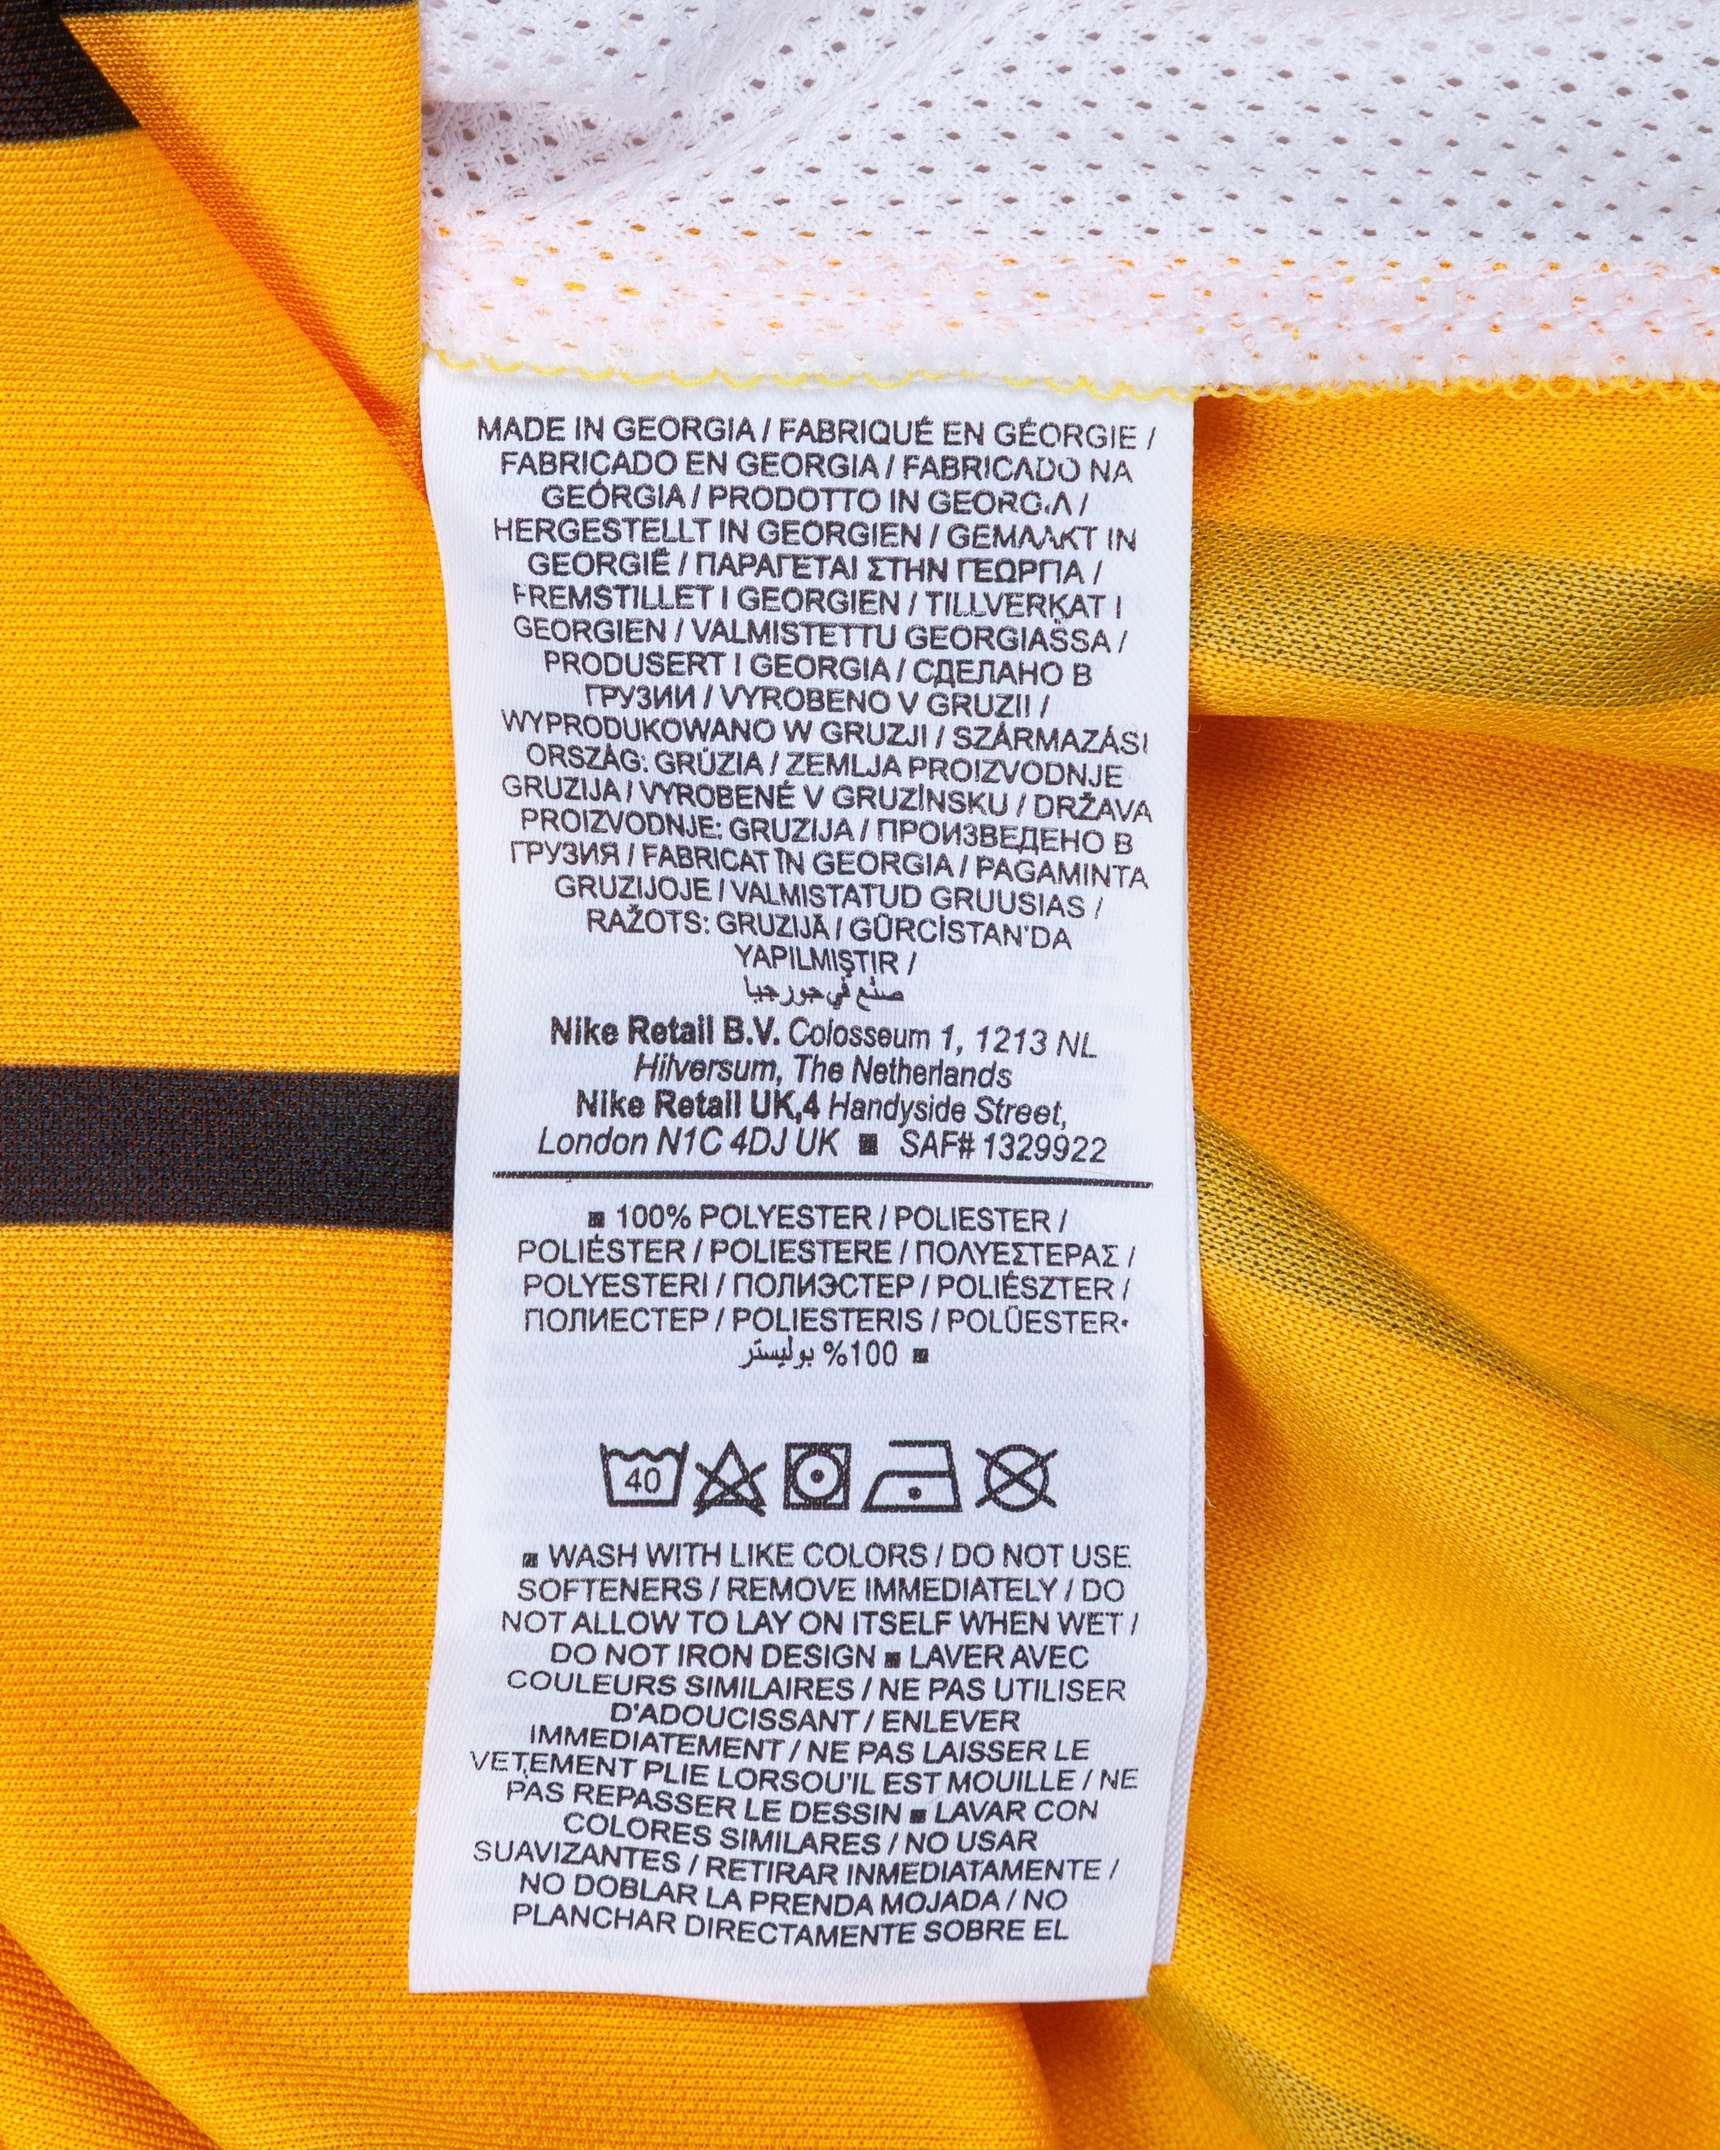 MADE IN GEORGIA / FABRIQUÉ EN GÉORGIE /
FABRICADO EN GEORGIA / FABRICADO NA
GEÓRGIA / PRODOTTO IN GEORGIA /
HERGESTELLT IN GEORGIEN / GEMAAKT IN
GEORGIË / ΠΑΡΑΓΕΤΑΙ ΣΤΗΝ ΓΕΩΡΓΙΑ /
FREMSTILLET I GEORGIEN / TILLVERKAT I
GEORGIEN / VALMISTETTU GEORGIASSA /
PRODUSERT I GEORGIA / СДЕЛАНО В
ГРУЗИИ / VYROBENO V GRUZII /
WYPRODUKOWANO W GRUZJI / SZÁRMAZÁSI
ORSZÁG: GRÚZIA / ZEMLJA PROIZVODNJE
GRUZIJA / VYROBENÉ V GRUZÍNSKU / DRŽAVA
PROIZVODNJE: GRUZIJA / ПРОИЗВЕДЕНО В
ГРУЗИЯ / FABRICAT ÎN GEORGIA / PAGAMINTA
GRUZIJOJE / VALMISTATUD GRUUSIAS /
RAŽOTS: GRUZIJĀ / GÜRCİSTAN'DA
YAPILMIŞTIR /
صنع في جورجيا
Nike Retail B.V. Colosseum 1, 1213 NL
Hilversum, The Netherlands
Nike Retail UK,4 Handyside Street,
London N1C 4DJ UK ■ SAF# 1329922
■ 100% POLYESTER / POLIESTER /
POLIÉSTER / POLIESTERE / ΠΟΛΥΕΣΤΕΡΑΣ /
POLYESTERI / ПОЛИЭСТЕР / POLIÉSZTER /
ПОЛИЕСТЕР / POLIESTERIS / POLÜESTER•
■ 100% بوليستر
40
■ WASH WITH LIKE COLORS / DO NOT USE
SOFTENERS / REMOVE IMMEDIATELY / DO
NOT ALLOW TO LAY ON ITSELF WHEN WET /
DO NOT IRON DESIGN ■ LAVER AVEC
COULEURS SIMILAIRES / NE PAS UTILISER
D'ADOUCISSANT / ENLEVER
IMMEDIATEMENT / NE PAS LAISSER LE
VETEMENT PLIE LORSOU'IL EST MOUILLE / NE
PAS REPASSER LE DESSIN ■ LAVAR CON
COLORES SIMILARES / NO USAR
SUAVIZANTES / RETIRAR INMEDIATAMENTE /
NO DOBLAR LA PRENDA MOJADA / NO
PLANCHAR DIRECTAMENTE SOBRE EL